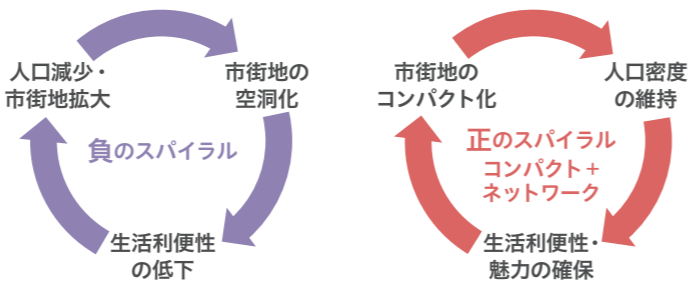 人口減少・
市街地拡大
市街地の
空洞化
負のスパイラル
生活利便性
の低下
市街地の
コンパクト化
人口密度
の維持
正のスパイラル
コンパクト＋
ネットワーク
生活利便性・
魅力の確保